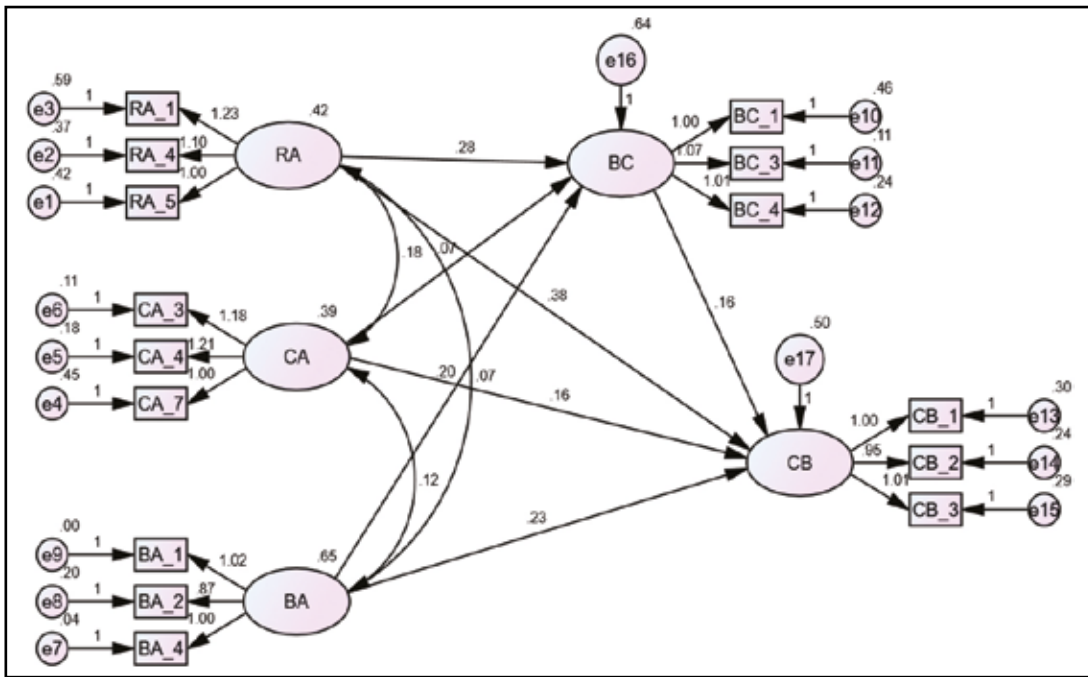 .64
e16
1
.59
e3 1 RA_1 1.23
.37
e2 1 RA_4 1.10
.42
e1 1 RA_5 1.00
.42
RA
.28
BC
1.00 BC_1 1 e10 .46
1.07 BC_3 1 e11 .11
1.01 BC_4 1 e12 .24
.18
.07
.38
.16
.11
e6 1 CA_3 1.18
.18
e5 1 CA_4 1.21
.45
e4 1 CA_7 1.00
.39
CA
.20
.07
.16
.50
e17
1
CB
1.00 CB_1 1 e13 .30
.95 CB_2 1 e14 .24
1.01 CB_3 1 e15 .29
.12
.23
.00
e9 1 BA_1 1.02
.20
e8 1 BA_2 .87
.04
e7 1 BA_4 1.00
.65
BA